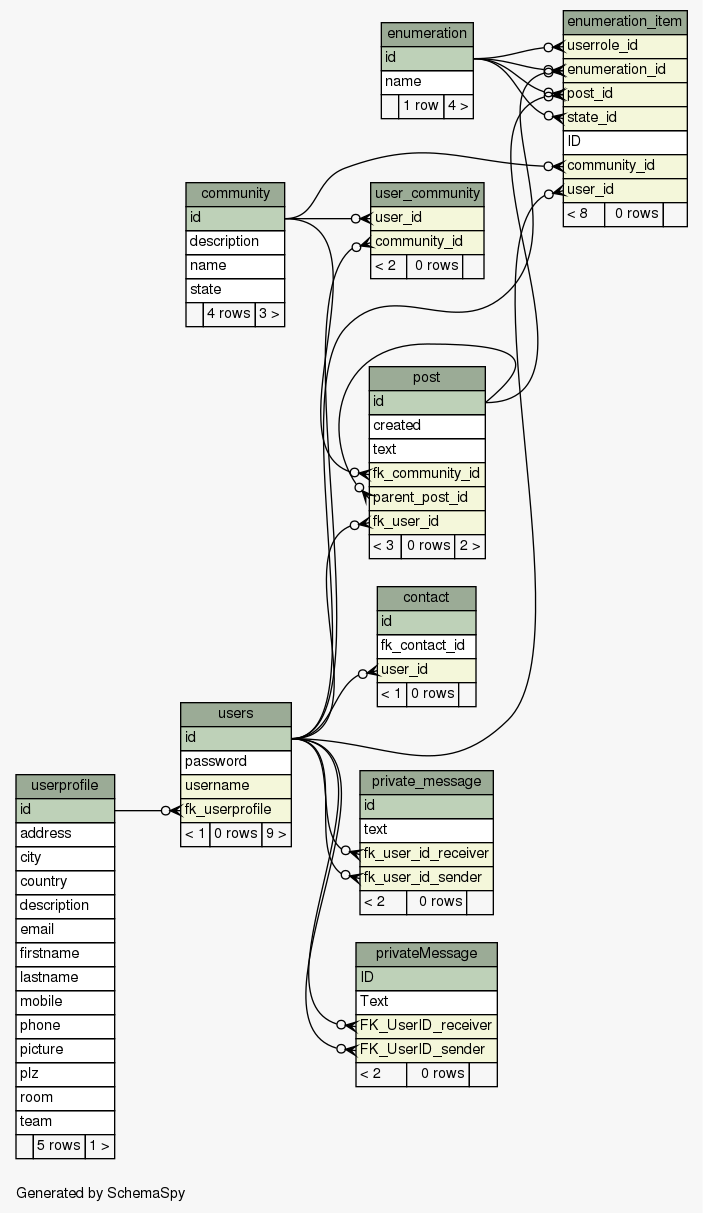 enumeration
id
name
1 row 4 >
enumeration_item
userrole_id
enumeration_id
post_id
state_id
ID
community_id
user_id
< 8 0 rows
community
id
description
name
state
4 rows 3 >
user_community
user_id
community_id
< 2 0 rows
post
id
created
text
fk_community_id
parent_post_id
fk_user_id
< 3 0 rows 2 >
contact
id
fk_contact_id
user_id
< 1 0 rows
users
id
password
username
fk_userprofile
< 1 0 rows 9 >
userprofile
id
address
city
country
description
email
firstname
lastname
mobile
phone
picture
plz
room
team
5 rows 1 >
private_message
id
text
fk_user_id_receiver
fk_user_id_sender
< 2 0 rows
privateMessage
ID
Text
FK_UserID_receiver
FK_UserID_sender
< 2 0 rows
Generated by SchemaSpy